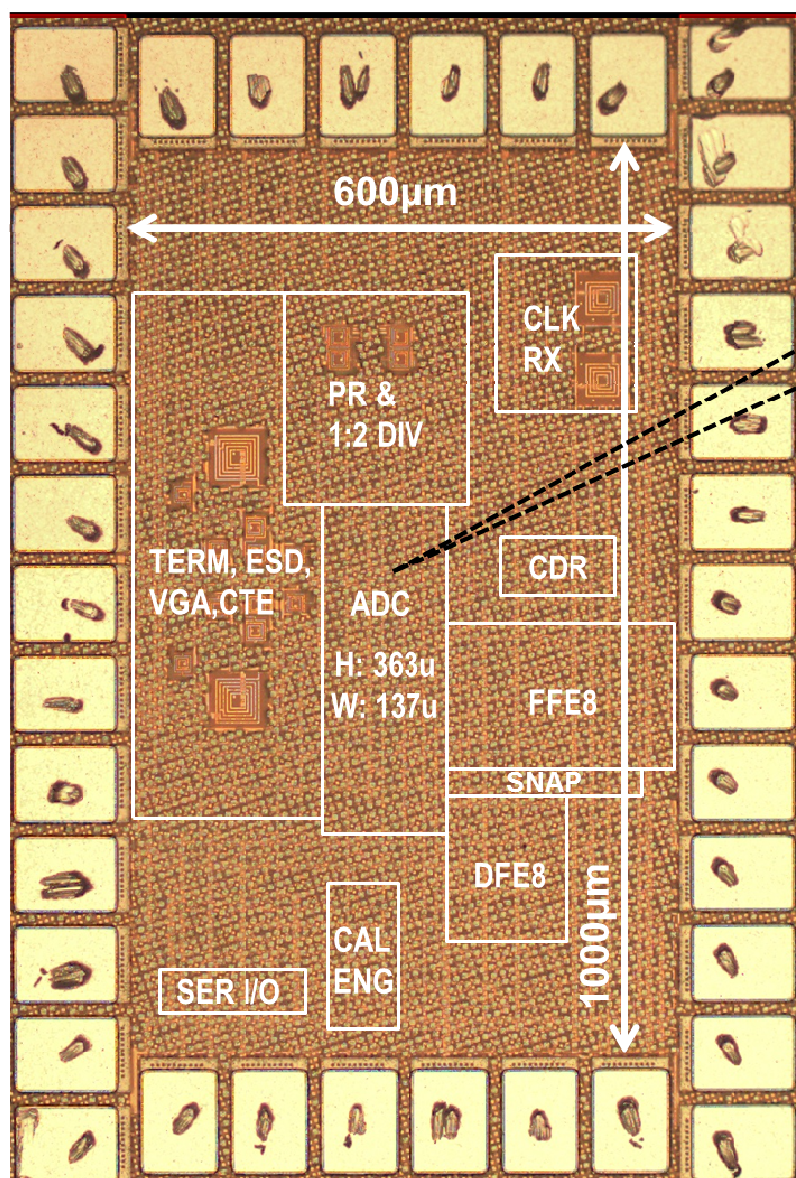 600µm
CLK
RX
PR &
1:2 DIV
TERM, ESD,
VGA,CTE
ADC
H: 363u
W: 137u
CDR
FFE8
SNAP
DFE8
CAL
ENG
SER I/O
1000µm